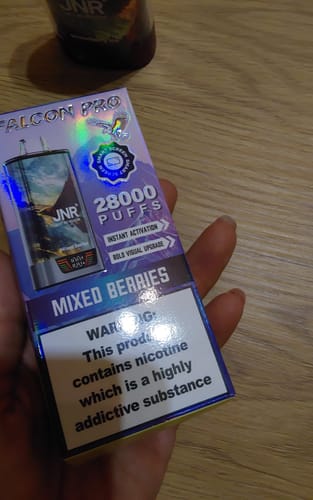 JNR
FALCON PRO
28000
PUFFS
INSTANT ACTIVATION
BOLD VISUAL UPGRADE
JNR
MIXED BERRIES
WARNING:
This product
contains nicotine
which is a highly
addictive substance